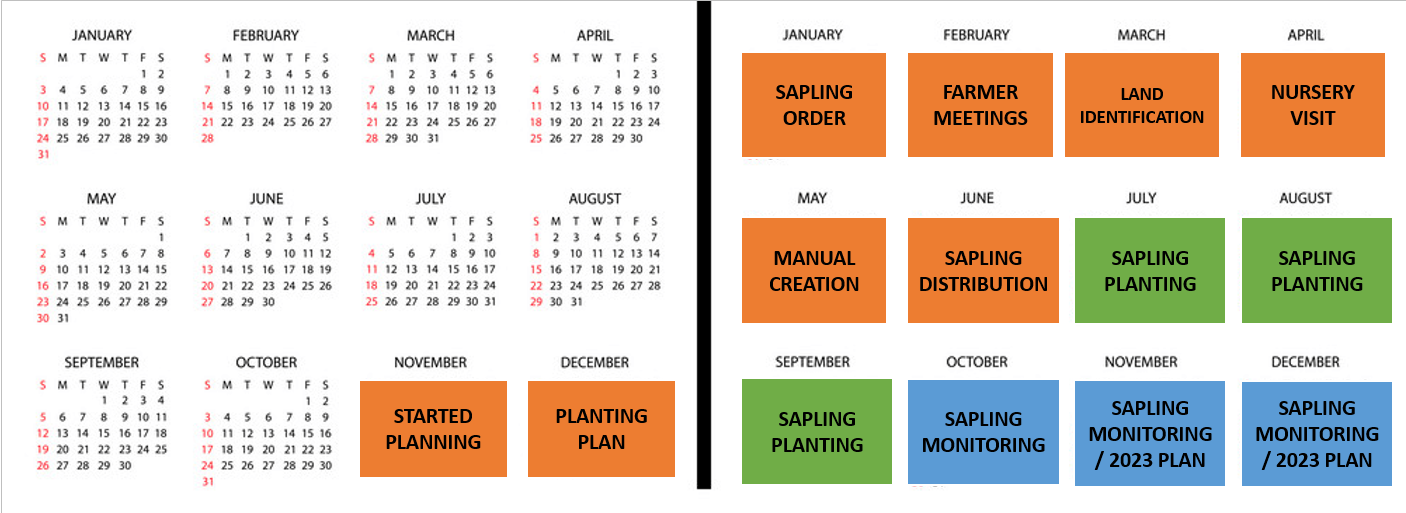 JANUARY FEBRUARY MARCH APRIL
S M T W T F S S M T W T F S S M T W T F S S M T W T F S
1 2 1 2 3 4 5 6 1 2 3 4 5 6 1 2 3
3 4 5 6 7 8 9 7 8 9 10 11 12 13 7 8 9 10 11 12 13 4 5 6 7 8 9 10
10 11 12 13 14 15 16 14 15 16 17 18 19 20 14 15 16 17 18 19 20 11 12 13 14 15 16 17
17 18 19 20 21 22 23 21 22 23 24 25 26 27 21 22 23 24 25 26 27 18 19 20 21 22 23 24
24 25 26 27 28 29 30 28 28 29 30 31 25 26 27 28 29 30
31
MAY JUNE JULY AUGUST
S M T W T F S S M T W T F S S M T W T F S S M T W T F S
1 1 2 3 4 5 1 2 3 1 2 3 4 5 6 7
2 3 4 5 6 7 8 6 7 8 9 10 11 12 4 5 6 7 8 9 10 8 9 10 11 12 13 14
9 10 11 12 13 14 15 13 14 15 16 17 18 19 11 12 13 14 15 16 17 15 16 17 18 19 20 21
16 17 18 19 20 21 22 20 21 22 23 24 25 26 18 19 20 21 22 23 24 22 23 24 25 26 27 28
23 24 25 26 27 28 29 27 28 29 30 25 26 27 28 29 30 31 29 30 31
30 31
SEPTEMBER OCTOBER NOVEMBER DECEMBER
S M T W T F S S M T W T F S
1 2 3 4 1 2
5 6 7 8 9 10 11 3 4 5 6 7 8 9
12 13 14 15 16 17 18 10 11 12 13 14 15 16
19 20 21 22 23 24 25 17 18 19 20 21 22 23
26 27 28 29 30 24 25 26 27 28 29 30
31
STARTED
PLANNING
PLANTING
PLAN
JANUARY FEBRUARY MARCH APRIL
SAPLING
ORDER
FARMER
MEETINGS
LAND
IDENTIFICATION
NURSERY
VISIT
MAY JUNE JULY AUGUST
MANUAL
CREATION
SAPLING
DISTRIBUTION
SAPLING
PLANTING
SAPLING
PLANTING
SEPTEMBER OCTOBER NOVEMBER DECEMBER
SAPLING
PLANTING
SAPLING
MONITORING
SAPLING
MONITORING
/ 2023 PLAN
SAPLING
MONITORING
/ 2023 PLAN